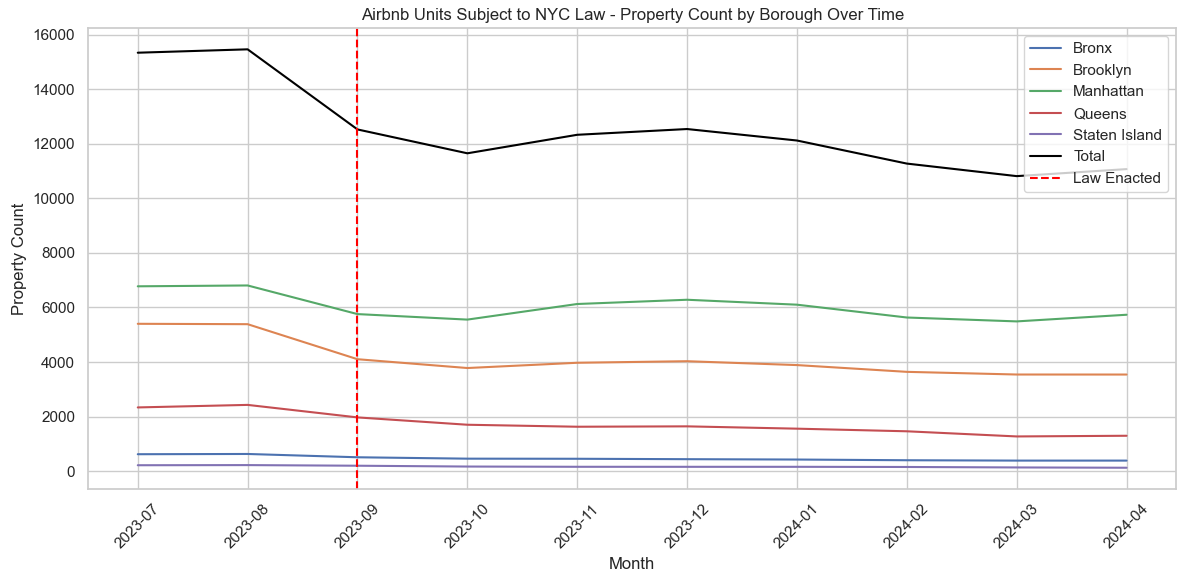 Airbnb Units Subject to NYC Law - Property Count by Borough Over Time
16000
14000
12000
10000
8000
6000
4000
2000
0
Property Count
Bronx
Brooklyn
Manhattan
Queens
Staten Island
Total
Law Enacted
2023-07
2023-08
2023-09
2023-10
2023-11
2023-12
2024-01
2024-02
2024-03
2024-04
Month